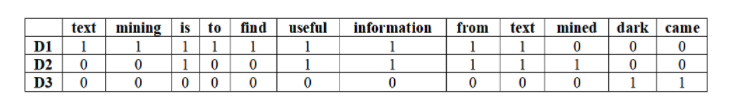 text mining is to find useful information from text mined dark came
D1 1 1 1 1 1 1 1 1 1 0 0 0
D2 0 0 1 0 0 1 1 1 1 1 0 0
D3 0 0 0 0 0 0 0 0 0 0 1 1